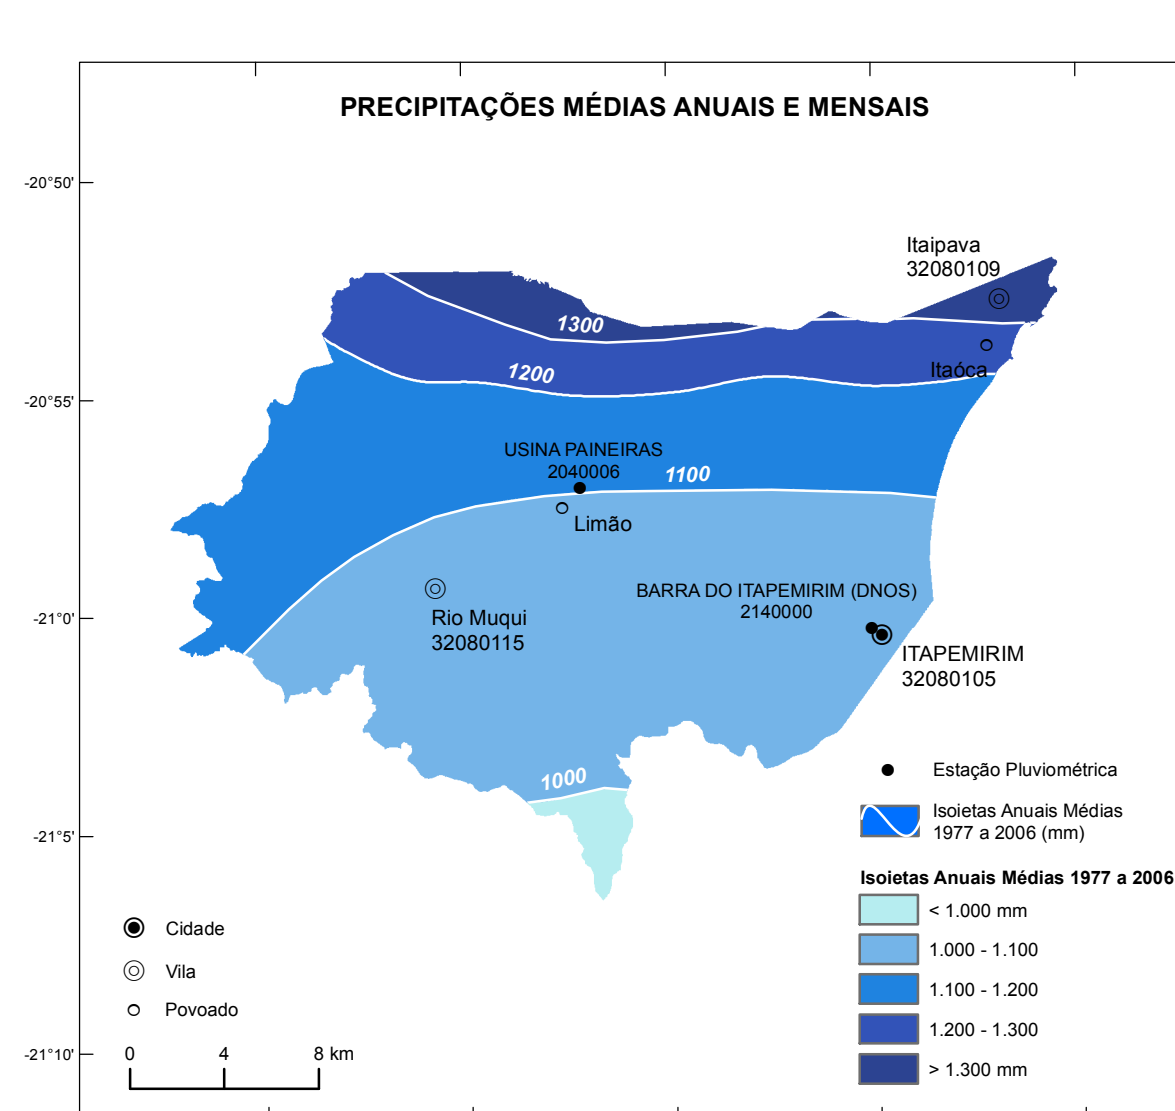 PRECIPITAÇÕES MÉDIAS ANUAIS E MENSAIS
-20°50'
Itaipava
32080109
1300
1200
Itaóca
-20°55'
USINA PAINEIRAS
2040006
1100
Limão
BARRA DO ITAPEMIRIM (DNOS)
2140000
-21°0'
Rio Muqui
32080115
ITAPEMIRIM
32080105
1000
Estação Pluviométrica
Isoietas Anuais Médias
1977 a 2006 (mm)
-21°5'
Isoietas Anuais Médias 1977 a 2006
< 1.000 mm
1.000 - 1.100
1.100 - 1.200
1.200 - 1.300
> 1.300 mm
Cidade
Vila
Povoado
-21°10'
0 4 8 km